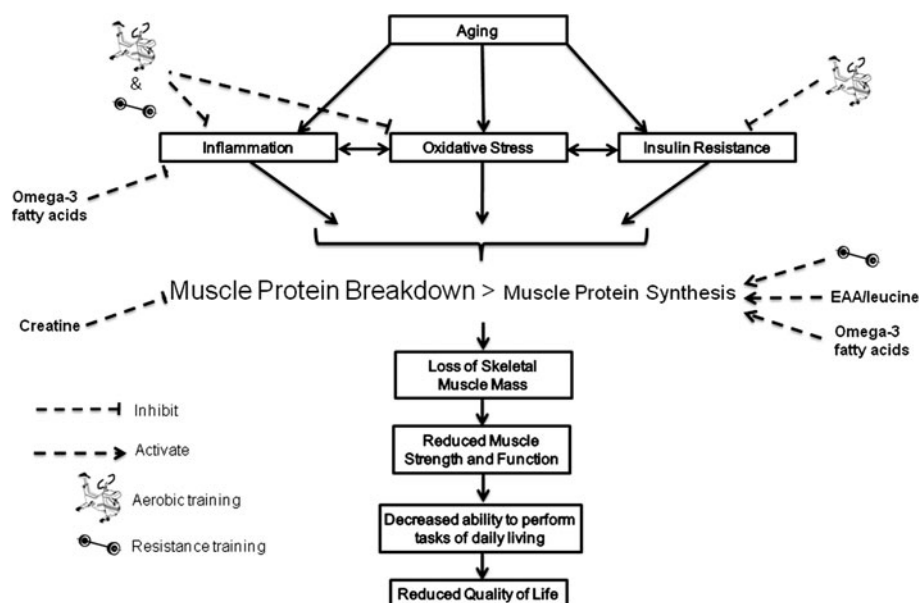 Aging
&
Inflammation
Oxidative Stress
Insulin Resistance
Omega-3
fatty acids
Muscle Protein Breakdown > Muscle Protein Synthesis
EAA/leucine
Creatine
Omega-3
fatty acids
Loss of Skeletal
Muscle Mass
Inhibit
Reduced Muscle
Strength and Function
Activate
Aerobic training
Decreased ability to perform
tasks of daily living
Resistance training
Reduced Quality of Life